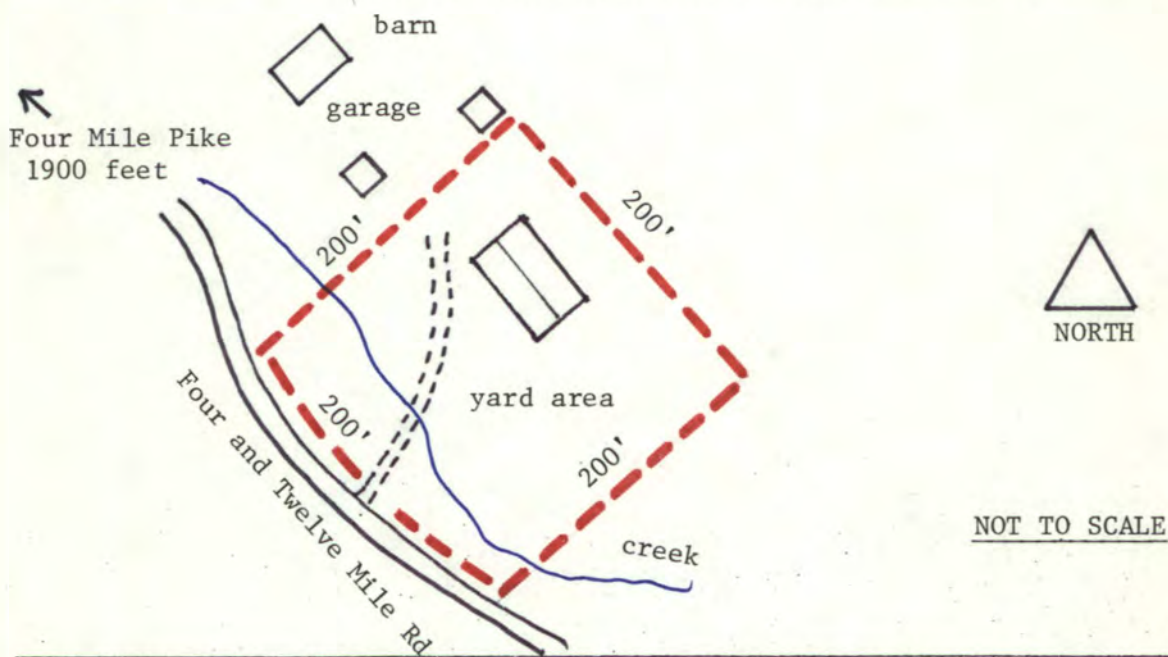 barn
garage
Four Mile Pike
1900 feet
200'
200'
200'
200'
Four and Twelve Mile Rd
yard area
creek
NORTH
NOT TO SCALE